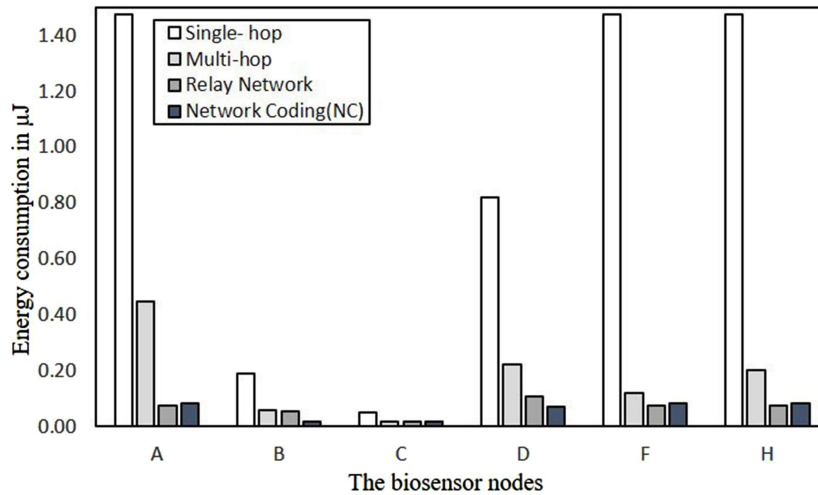 Energy consumption in µJ
1.40
1.20
1.00
0.80
0.60
0.40
0.20
0.00
Single- hop
Multi-hop
Relay Network
Network Coding(NC)
A B C D F H
The biosensor nodes